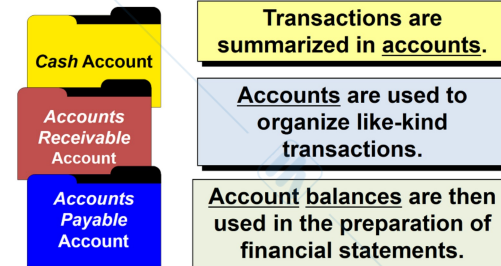 Cash Account
Accounts
Receivable
Account
Accounts
Payable
Account
Transactions are
summarized in accounts.
Accounts are used to
organize like-kind
transactions.
Account balances are then
used in the preparation of
financial statements.